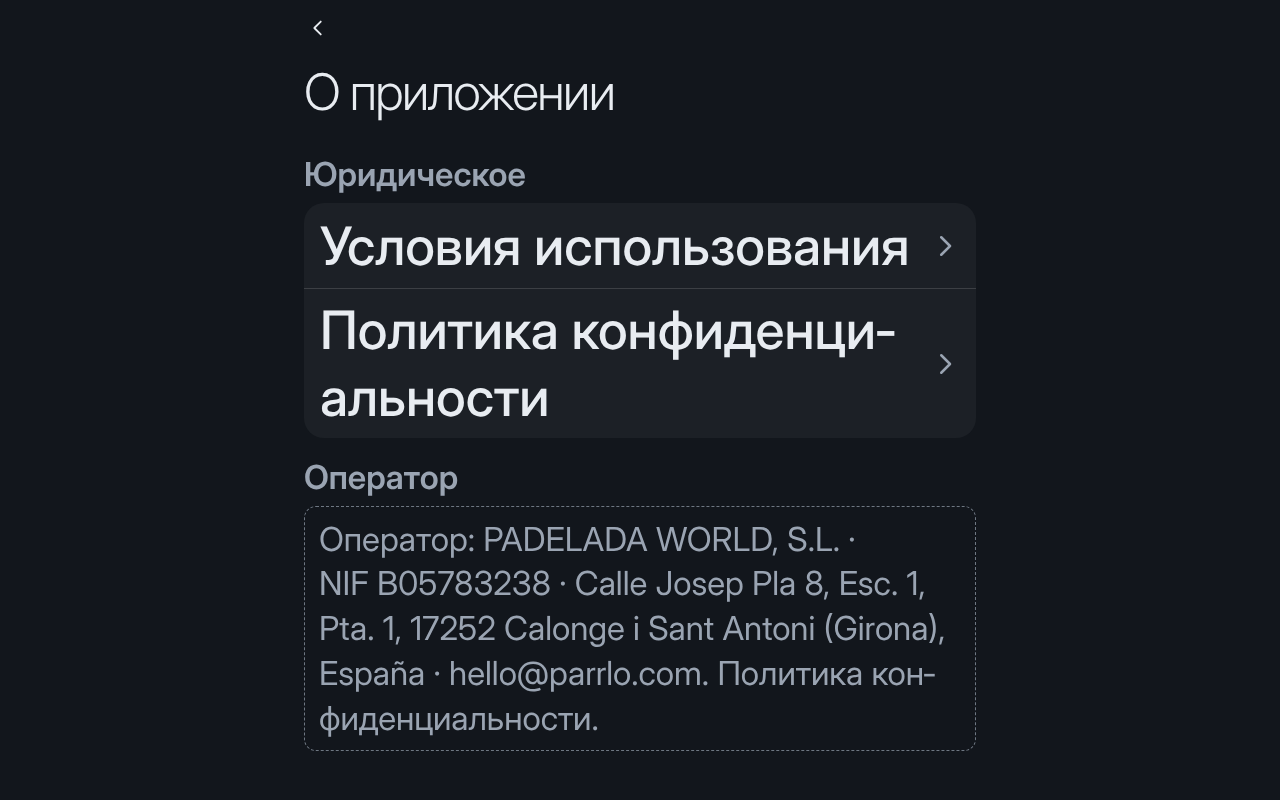 О приложении
Юридическое
Условия использования
Политика конфиденци-
альности
Оператор
Оператор: PADELADA WORLD, S.L. ·
NIF B05783238 · Calle Josep Pla 8, Esc. 1,
Pta. 1, 17252 Calonge i Sant Antoni (Girona),
España · hello@parrlo.com. Политика кон-
фиденциальности.